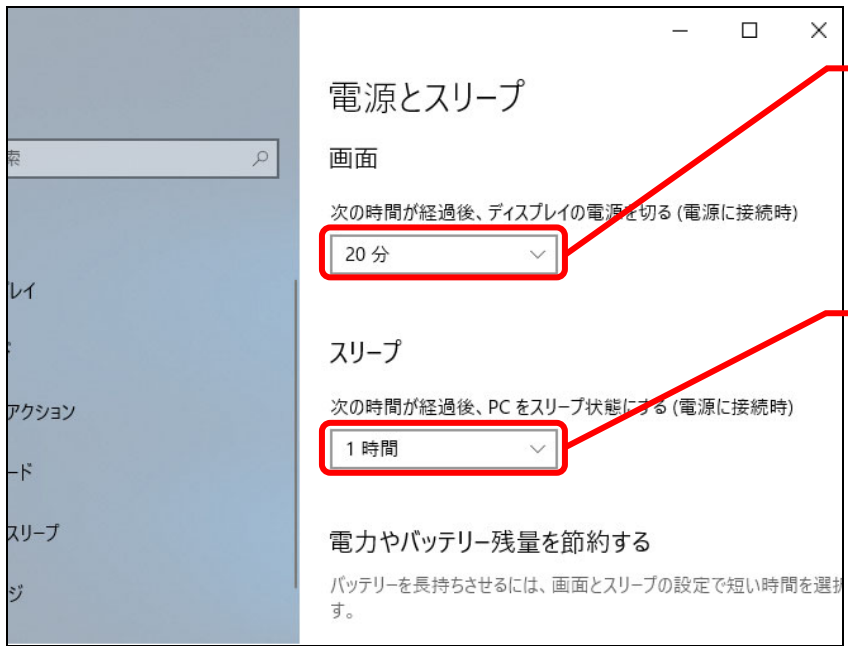 電源とスリープ
索
画面
次の時間が経過後、ディスプレイの電源を切る (電源に接続時)
20 分
レイ
スリープ
アクション
次の時間が経過後、PC をスリープ状態にする (電源に接続時)
1 時間
ード
スリープ
電力やバッテリー残量を節約する
ジ
バッテリーを長持ちさせるには、画面とスリープの設定で短い時間を選択
す。